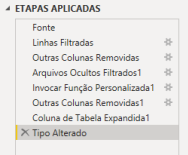 ETAPAS APLICADAS
Fonte
Linhas Filtradas
Outras Colunas Removidas
Arquivos Ocultos Filtrados1
Invocar Função Personalizada1
Outras Colunas Removidas1
Coluna de Tabela Expandida1
Tipo Alterado